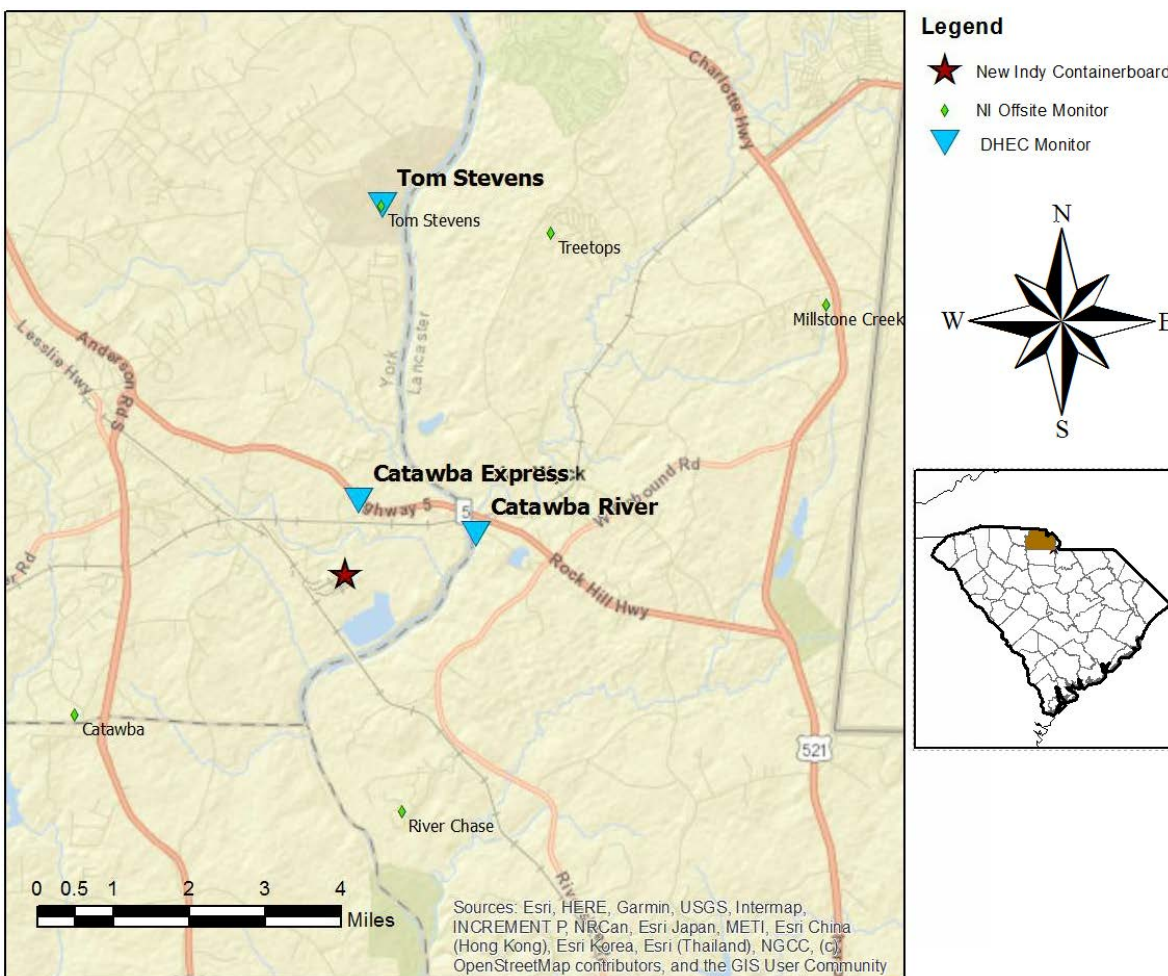 Legend
New Indy Containerboard
NI Offsite Monitor
DHEC Monitor
N
W
E
S
Charlotte Hwy
Tom Stevens
Tom Stevens
Treetops
Millstone Creek
Lesslie Hwy
Anderson Rd S
York
Lancaster
Catawba Express
Highway 5
5
Catawba River
Rd
Rock Hill Hwy
521
Catawba
River Chase
0 0.5 1 2 3 4
Miles
Sources: Esri, HERE, Garmin, USGS, Intermap,
INCREMENT P, NRCan, Esri Japan, METI, Esri China
(Hong Kong), Esri Korea, Esri (Thailand), NGCC, (c)
OpenStreetMap contributors, and the GIS User Community